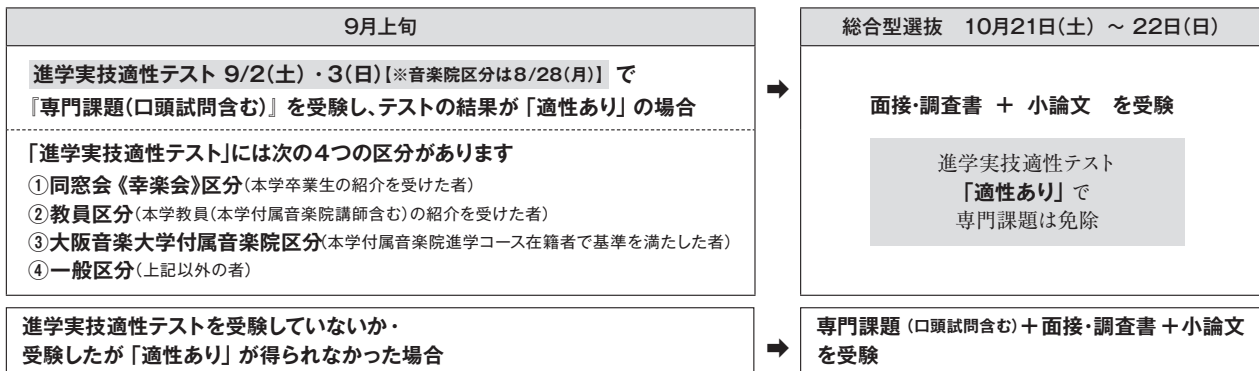 9月上旬
進学実技適性テスト 9/2(土)・3(日)【※音楽院区分は8/28(月)】 で
『専門課題(口頭試問含む)』を受験し、テストの結果が「適性あり」の場合
「進学実技適性テスト」には次の4つの区分があります
①同窓会《幸楽会》区分(本学卒業生の紹介を受けた者)
②教員区分(本学教員(本学付属音楽院講師含む)の紹介を受けた者)
③大阪音楽大学付属音楽院区分(本学付属音楽院進学コース在籍者で基準を満たした者)
④一般区分(上記以外の者)
➡
総合型選抜 10月21日(土) ～ 22日(日)
面接・調査書 + 小論文 を受験
進学実技適性テスト
「適性あり」で
専門課題は免除
進学実技適性テストを受験していないか・
受験したが「適性あり」が得られなかった場合
➡
専門課題(口頭試問含む)+面接・調査書+小論文
を受験